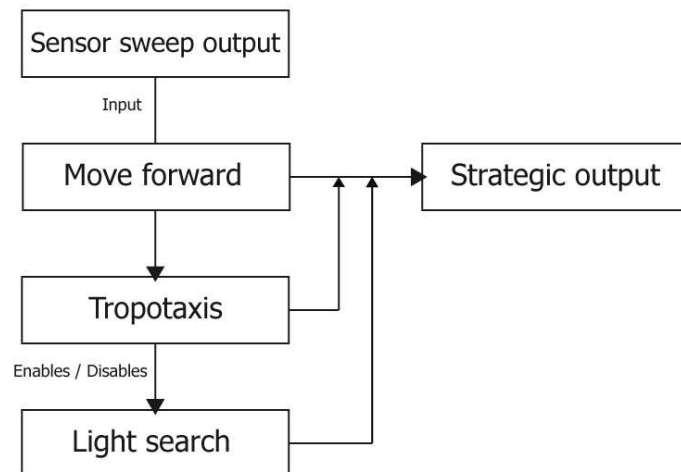 Sensor sweep output
Input
Move forward
Strategic output
Tropotaxis
Enables / Disables
Light search